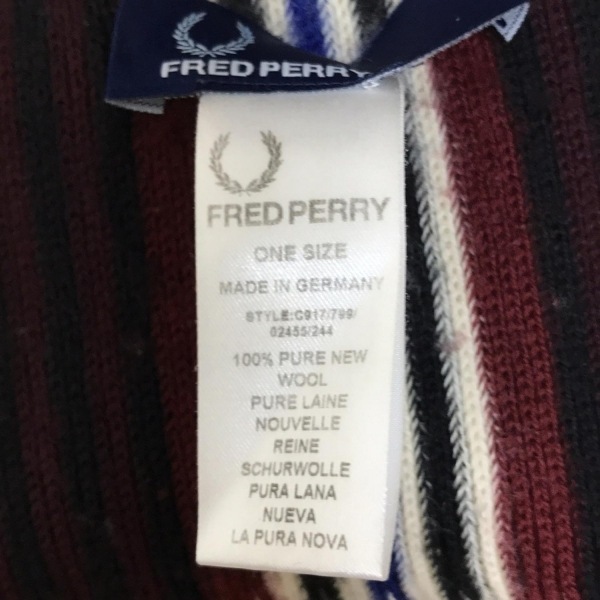 FRED PERRY
FRED PERRY
ONE SIZE
MADE IN GERMANY
STYLE:C917/799/
02455/244
100% PURE NEW
WOOL
PURE LAINE
NOUVELLE
REINE
SCHURWOLLE
PURA LANA
NUEVA
LA PURA NOVA